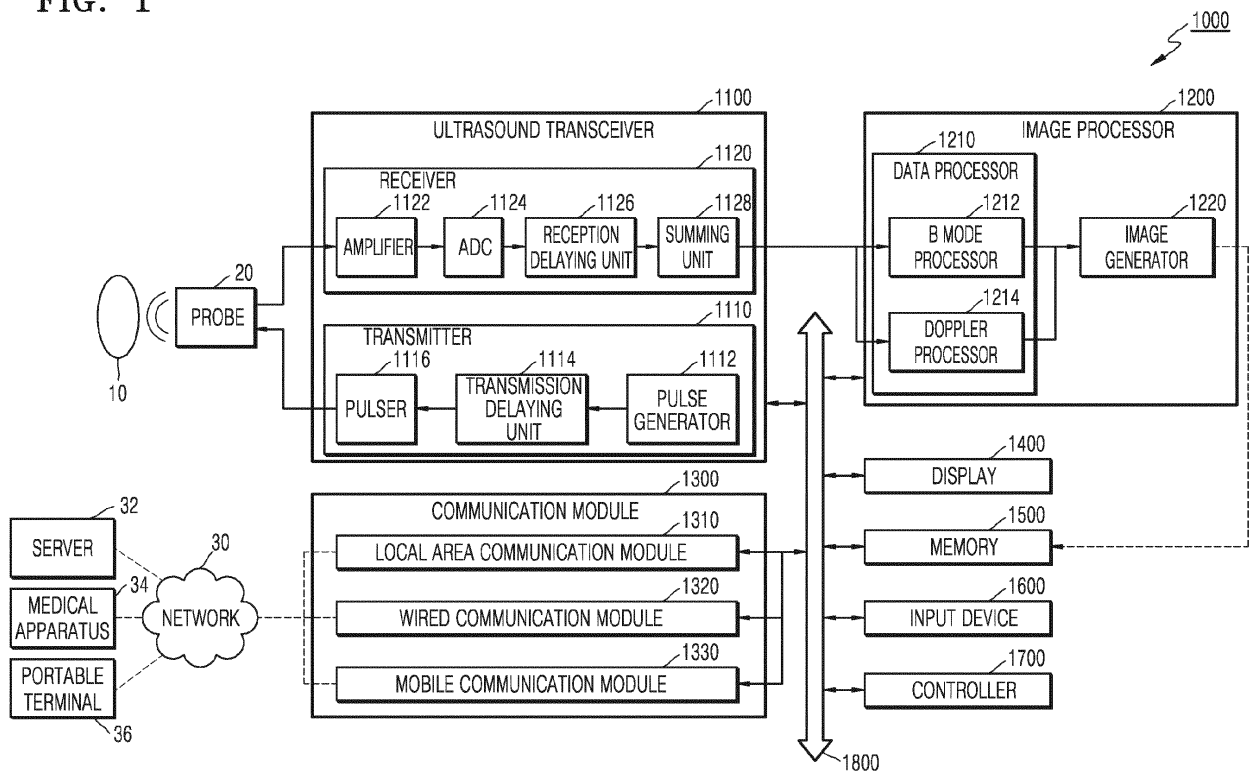 FIG. 1
1000
1100
ULTRASOUND TRANSCEIVER
1120
RECEIVER
1122
AMPLIFIER
1124
ADC
1126
RECEPTION
DELAYING UNIT
1128
SUMMING
UNIT
1110
TRANSMITTER
1116
PULSER
1114
TRANSMISSION
DELAYING
UNIT
1112
PULSE
GENERATOR
20
PROBE
10
1200
IMAGE PROCESSOR
1210
DATA PROCESSOR
1212
B MODE
PROCESSOR
1214
DOPPLER
PROCESSOR
1220
IMAGE
GENERATOR
1300
COMMUNICATION MODULE
1310
LOCAL AREA COMMUNICATION MODULE
1320
WIRED COMMUNICATION MODULE
1330
MOBILE COMMUNICATION MODULE
32
SERVER
34
MEDICAL
APPARATUS
PORTABLE
TERMINAL
36
30
NETWORK
1400
DISPLAY
1500
MEMORY
1600
INPUT DEVICE
1700
CONTROLLER
1800